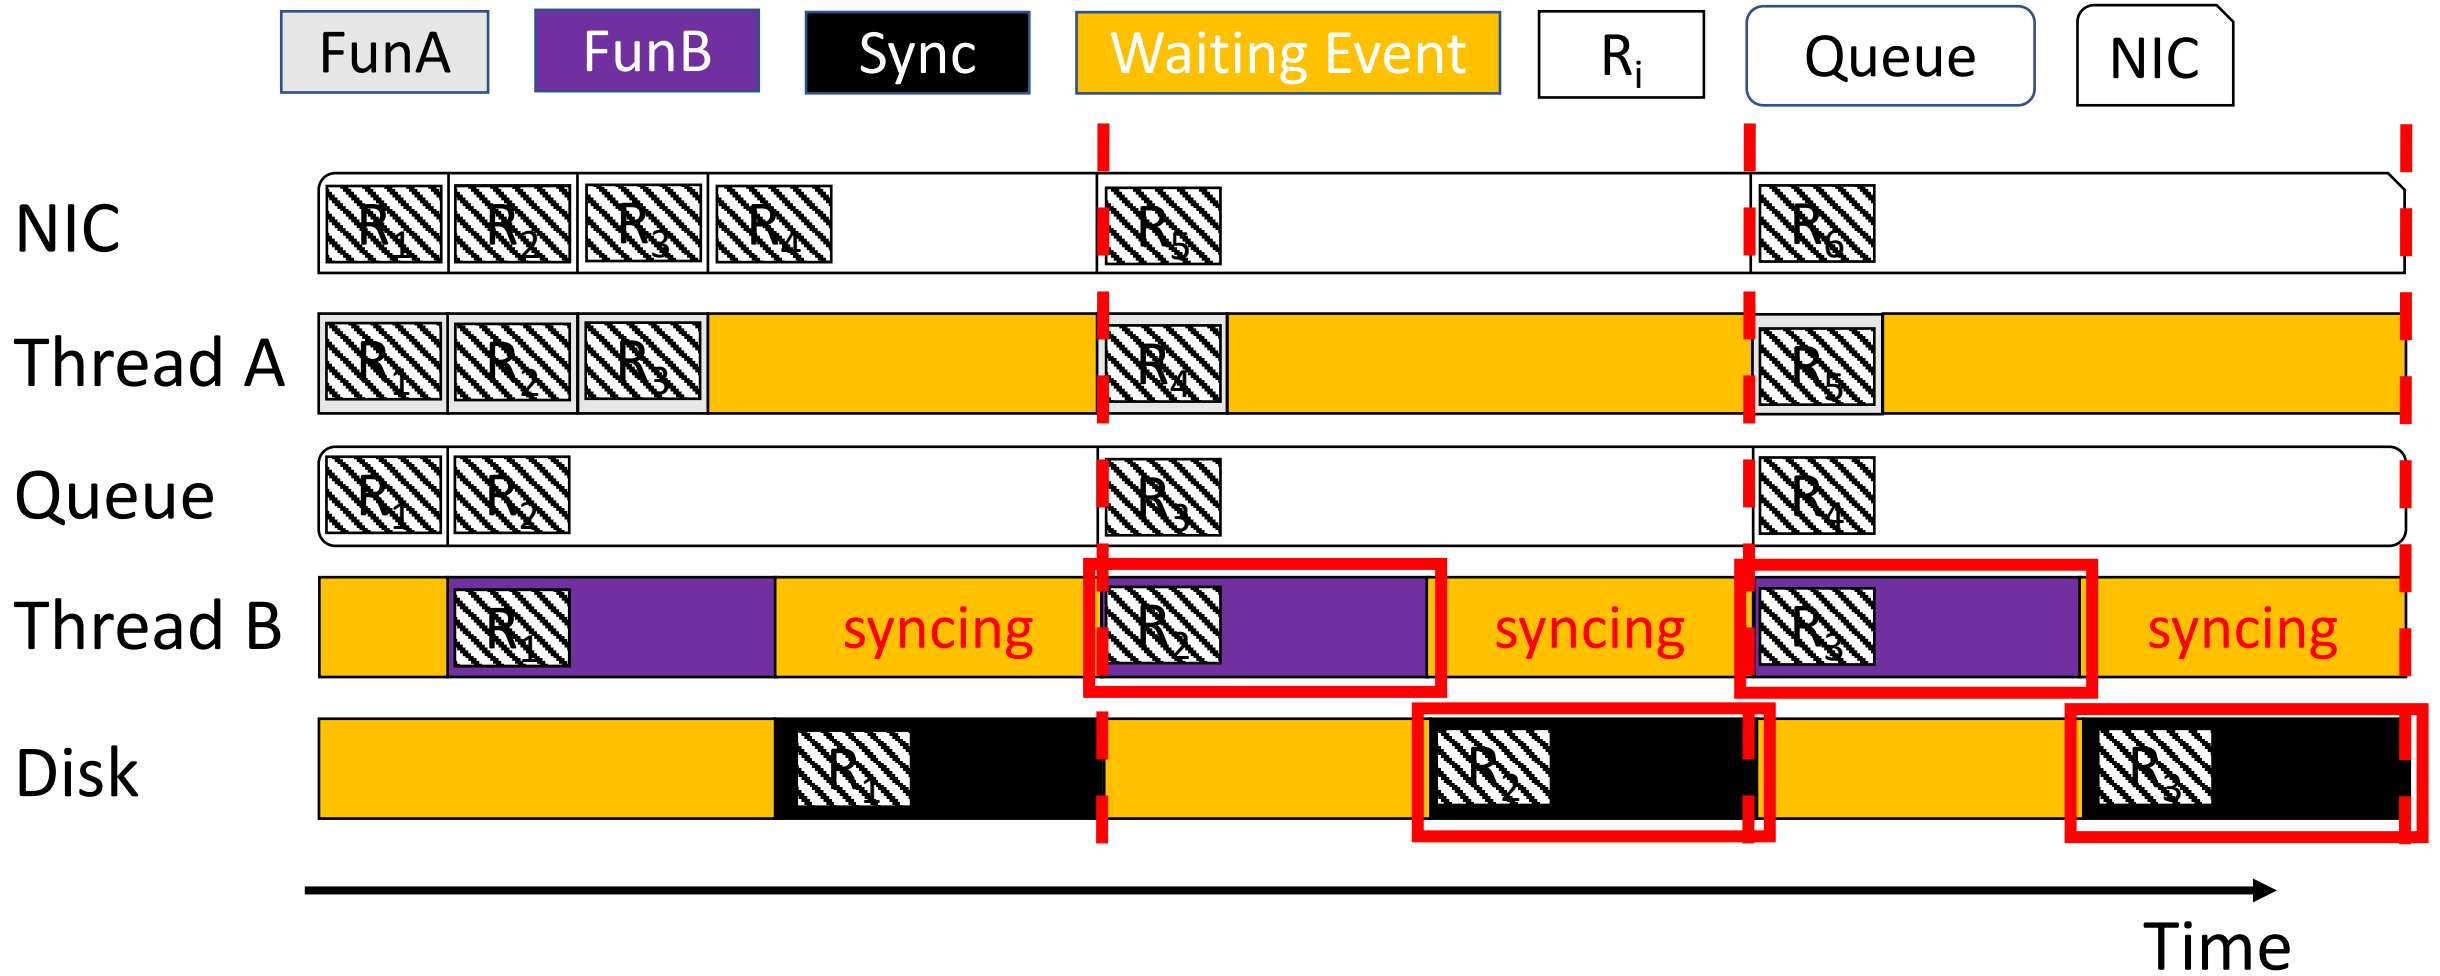 FunA FunB Sync Waiting Event Ri Queue NIC
NIC R1 R2 R3 R4 R5 R6
Thread A R1 R2 R3 R4 R5
Queue R1 R2 R3 R4
Thread B R1 syncing R2 syncing R3 syncing
Disk R1 R2 R3
Time